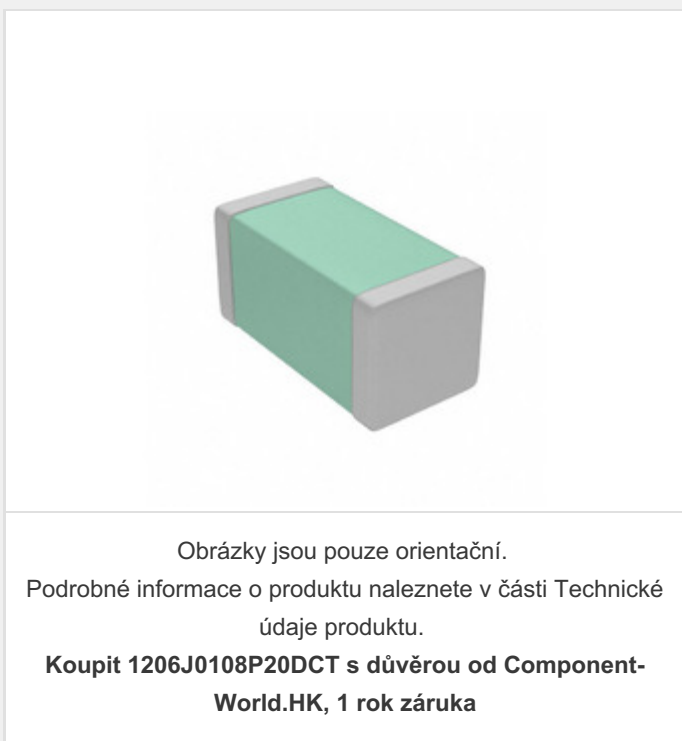 Obrázky jsou pouze orientační.
Podrobné informace o produktu naleznete v části Technické
údaje produktu.
Koupit 1206J0108P20DCT s důvěrou od Component-
World.HK, 1 rok záruka